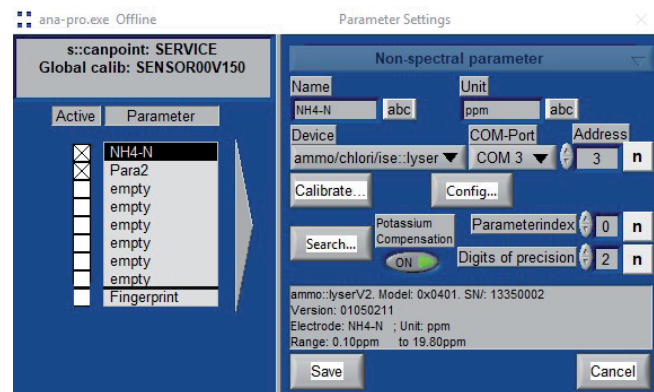 ana-pro.exe Offline
Parameter Settings
s::canpoint: SERVICE
Global calib: SENSOR00V150
Active Parameter
NH4-N
Para2
empty
empty
empty
empty
empty
empty
Fingerprint
Non-spectral parameter
Name Unit
NH4-N abc ppm abc
Device COM-Port Address
ammo/chlori/ise::lyser COM 3 3 n
Calibrate... Config...
Search... Potassium Compensation ON Parameterindex 0 n
Digits of precision 2 n
ammo::lyserV2. Model: 0x0401. SN/: 13350002
Version: 01050211
Electrode: NH4-N ; Unit: ppm
Range: 0.10ppm to 19.80ppm
Save Cancel